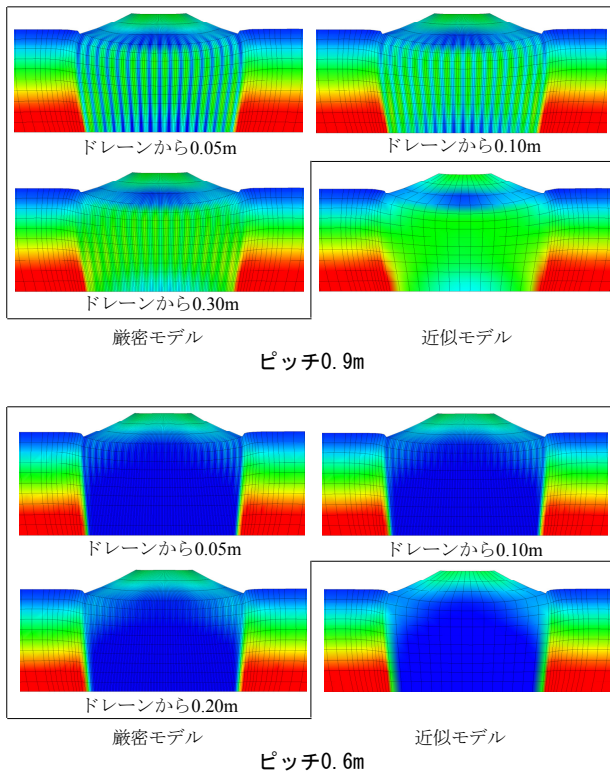 ドレーンから0.05m
ドレーンから0.10m
ドレーンから0.30m
厳密モデル
近似モデル
ピッチ0.9m
ドレーンから0.05m
ドレーンから0.10m
ドレーンから0.20m
厳密モデル
近似モデル
ピッチ0.6m